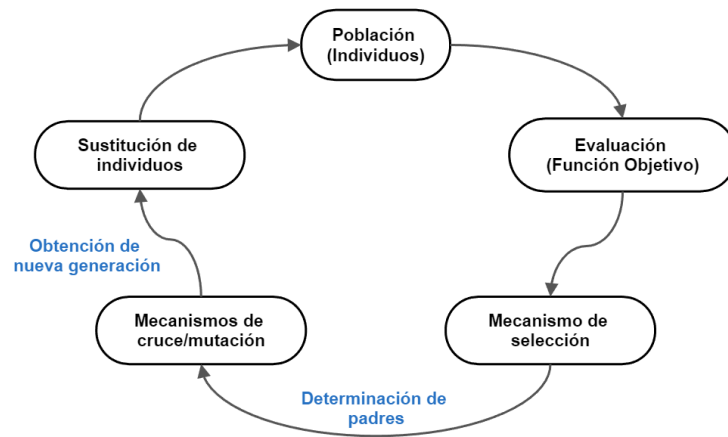 Población
(Individuos)
Evaluación
(Función Objetivo)
Mecanismo de
selección
Determinación de
padres
Mecanismos de
cruce/mutación
Obtención de
nueva generación
Sustitución de
individuos